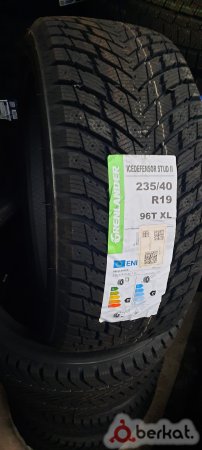 GRENLANDER
ICEDEFENSOR STUD II
235/40
R19
96T XL
berkat.